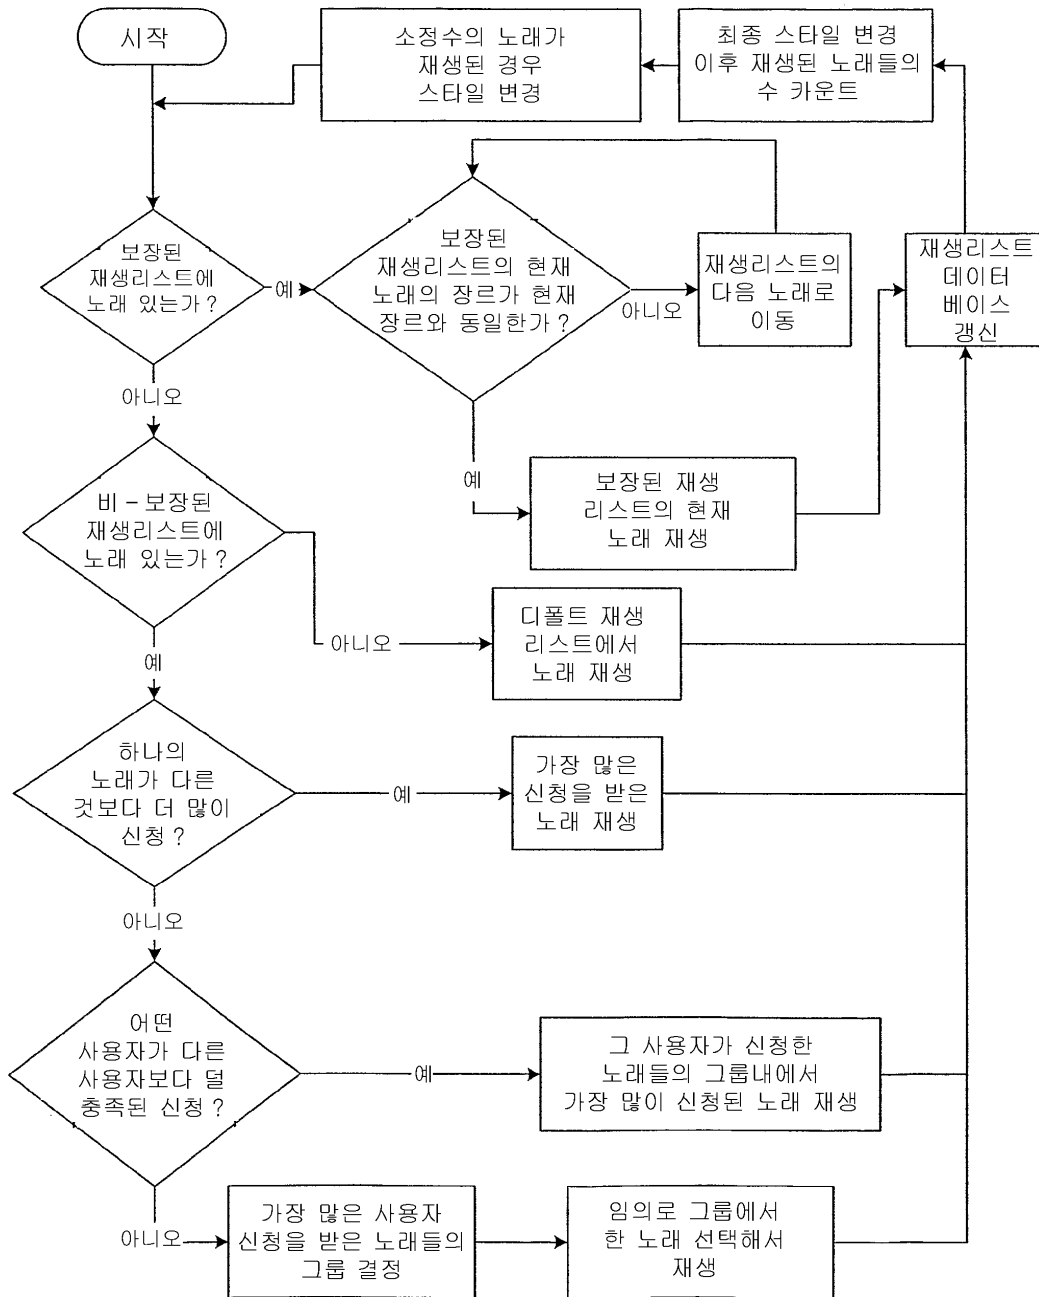 시작
소정수의 노래가
재생된 경우
스타일 변경
최종 스타일 변경
이후 재생된 노래들의
수 카운트
보장된
재생리스트에
노래 있는가?
예
보장된
재생리스트의 현재
노래의 장르가 현재
장르와 동일한가?
아니오
재생리스트의
다음 노래로
이동
재생리스트
데이터
베이스
갱신
아니오
예
보장된 재생
리스트의 현재
노래 재생
비-보장된
재생리스트에
노래 있는가?
아니오
디폴트 재생
리스트에서
노래 재생
예
하나의
노래가 다른
것보다 더 많이
신청?
예
가장 많은
신청을 받은
노래 재생
아니오
어떤
사용자가 다른
사용자보다 덜
충족된 신청?
예
그 사용자가 신청한
노래들의 그룹내에서
가장 많이 신청된 노래 재생
아니오
가장 많은 사용자
신청을 받은 노래들의
그룹 결정
임의로 그룹에서
한 노래 선택해서
재생